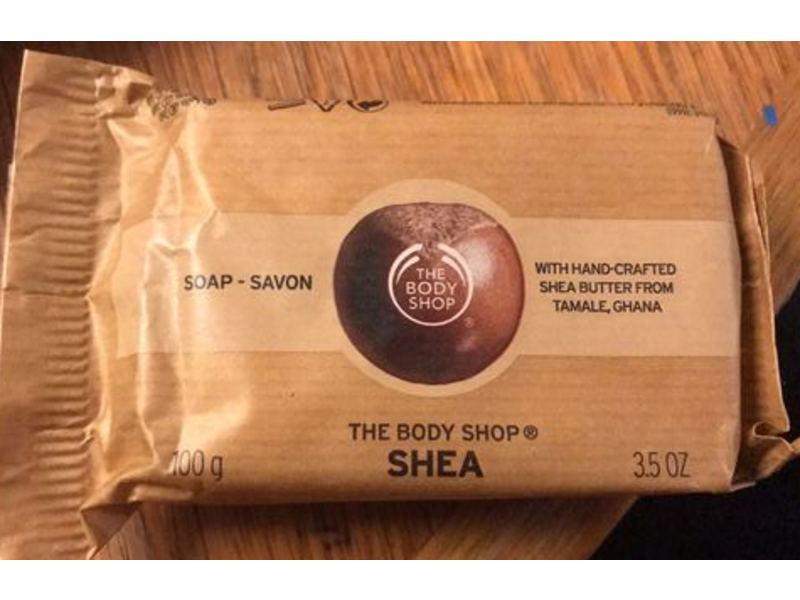 SOAP - SAVON
THE
BODY
SHOP
®
WITH HAND-CRAFTED
SHEA BUTTER FROM
TAMALE, GHANA
THE BODY SHOP®
SHEA
100 g
3.5 OZ